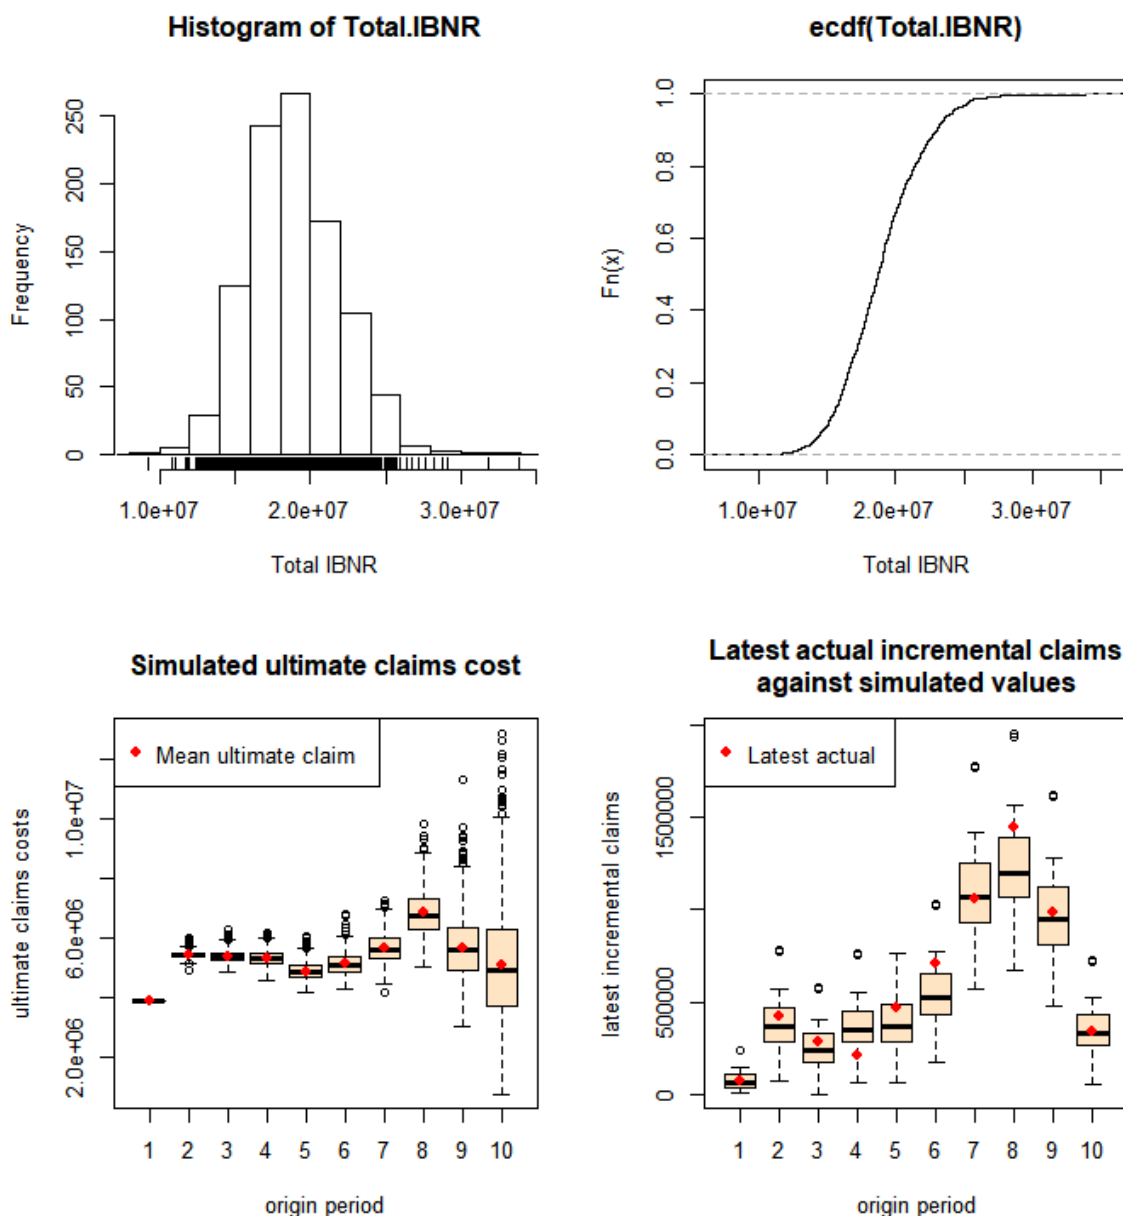 Histogram of Total.IBNR
Frequency
0
50
100
150
200
250
1.0e+07
2.0e+07
3.0e+07
Total IBNR
ecdf(Total.IBNR)
Fn(x)
0.0
0.2
0.4
0.6
0.8
1.0
1.0e+07
2.0e+07
3.0e+07
Total IBNR
Simulated ultimate claims cost
Mean ultimate claim
ultimate claims costs
2.0e+06
6.0e+06
1.0e+07
1 2 3 4 5 6 7 8 9 10
origin period
Latest actual incremental claims
against simulated values
Latest actual
latest incremental claims
0
500000
1500000
1 2 3 4 5 6 7 8 9 10
origin period